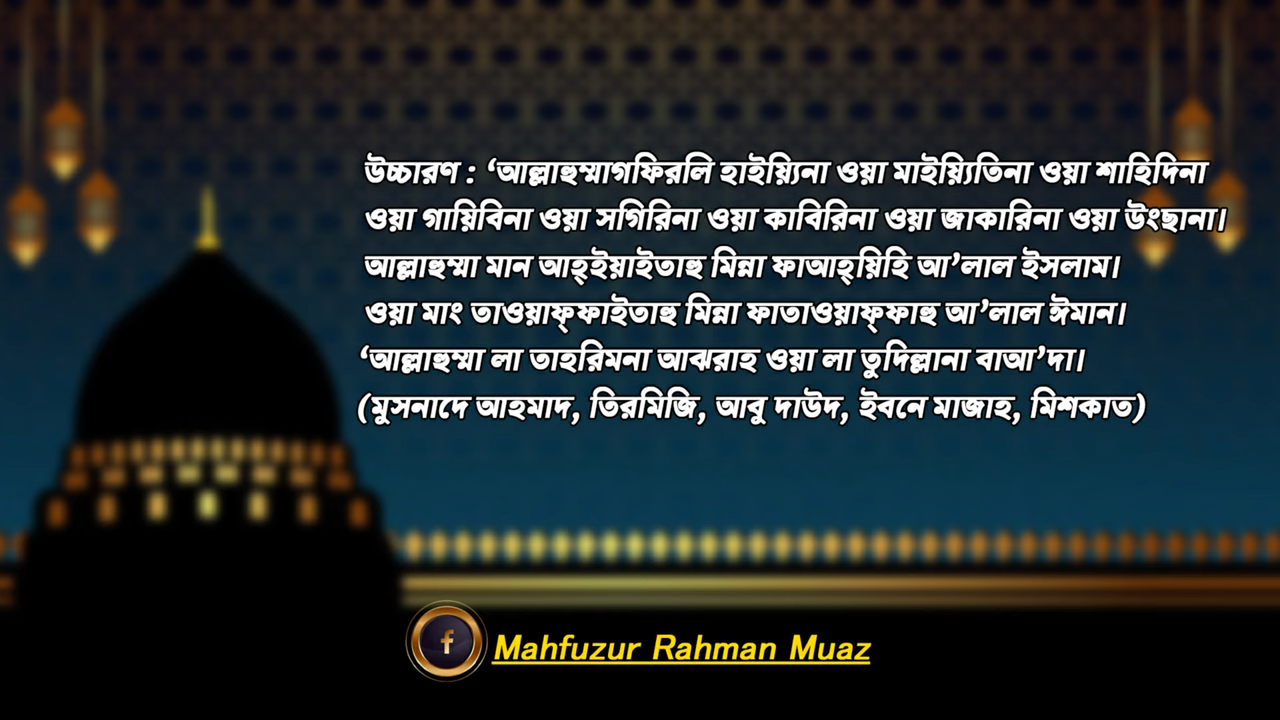 উচ্চারণ : ‘আল্লাহুম্মাগফিরলি হাইয়্যিনা ওয়া মাইয়্যিতিনা ওয়া শাহিদিনা
ওয়া গায়িবিনা ওয়া সগিরিনা ওয়া কাবিরিনা ওয়া জাকারিনা ওয়া উংছানা।
আল্লাহুম্মা মান আহ্ইয়াইতাহু মিন্না ফাআহ্য়িহি আ’লাল ইসলাম।
ওয়া মাং তাওয়াফ্ফাইতাহু মিন্না ফাতাওয়াফ্ফাহু আ’লাল ঈমান।
‘আল্লাহুম্মা লা তাহরিমনা আঝরাহ ওয়া লা তুদিল্লানা বাআ’দা।
(মুসনাদে আহমাদ, তিরমিজি, আবু দাউদ, ইবনে মাজাহ, মিশকাত)
f Mahfuzur Rahman Muaz